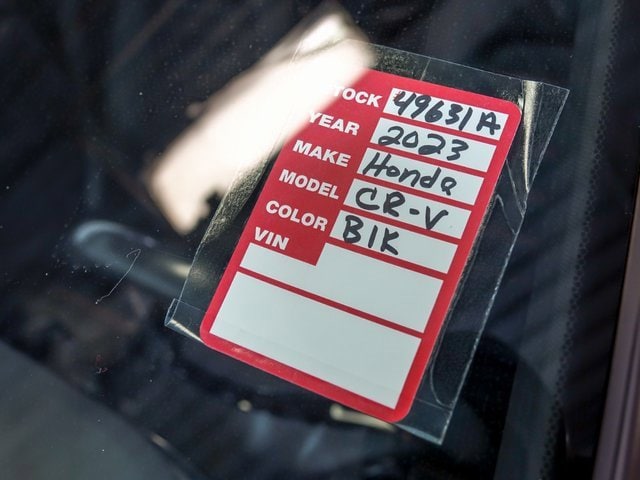 TOCK 49631A
YEAR 2023
MAKE Honda
MODEL CR-V
COLOR Blk
VIN